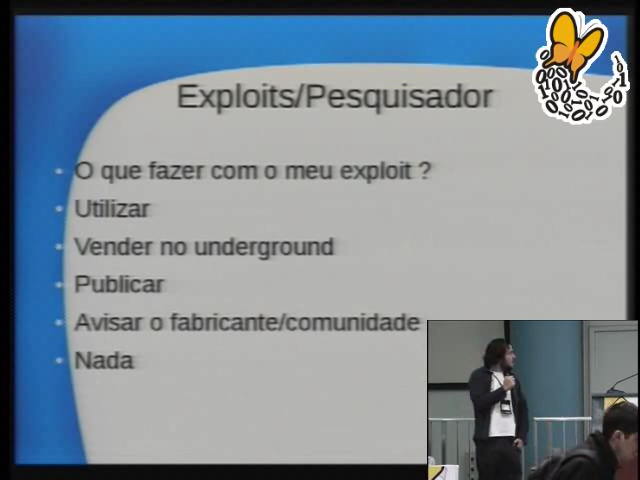 Exploits/Pesquisador
O que fazer com o meu exploit ?
Utilizar
Vender no underground
Publicar
Avisar o fabricante/comunidade
Nada